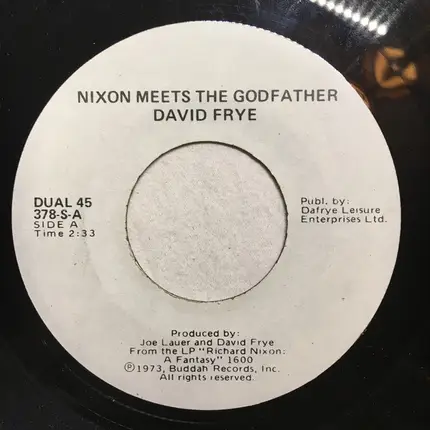 NIXON MEETS THE GODFATHER
DAVID FRYE
DUAL 45
378-S-A
SIDE A
Time 2:33
Publ. by:
Dafrye Leisure
Enterprises Ltd.
Produced by:
Joe Lauer and David Frye
From the LP "Richard Nixon:
A Fantasy" 1600
℗ 1973, Buddah Records, Inc.
All rights reserved.